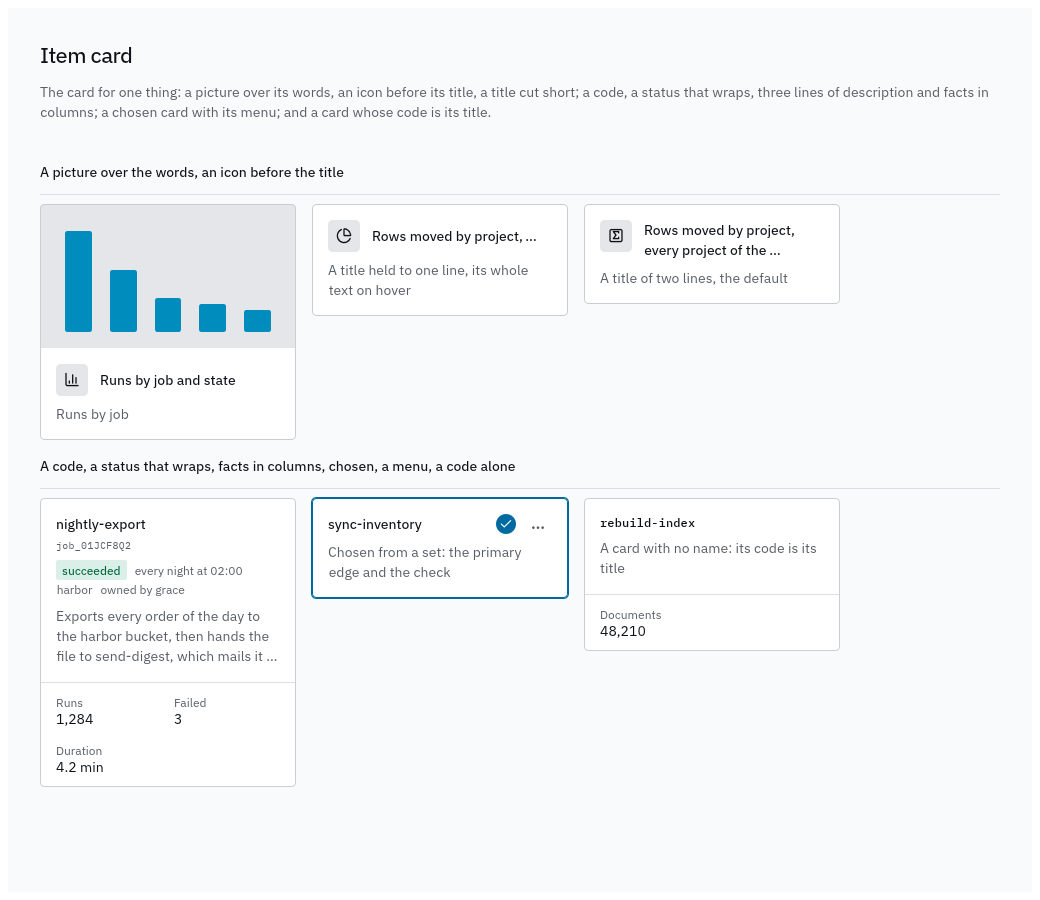 Item card
The card for one thing: a picture over its words, an icon before its title, a title cut short; a code, a status that wraps, three lines of description and facts in
columns; a chosen card with its menu; and a card whose code is its title.
A picture over the words, an icon before the title
Runs by job and state
Runs by job
Rows moved by project, ...
A title held to one line, its whole
text on hover
Rows moved by project,
every project of the ...
A title of two lines, the default
A code, a status that wraps, facts in columns, chosen, a menu, a code alone
nightly-export
job_01JCF8Q2
succeeded every night at 02:00
harbor owned by grace
Exports every order of the day to
the harbor bucket, then hands the
file to send-digest, which mails it ...
Runs Failed
1,284 3
Duration
4.2 min
sync-inventory
Chosen from a set: the primary
edge and the check
rebuild-index
A card with no name: its code is its
title
Documents
48,210